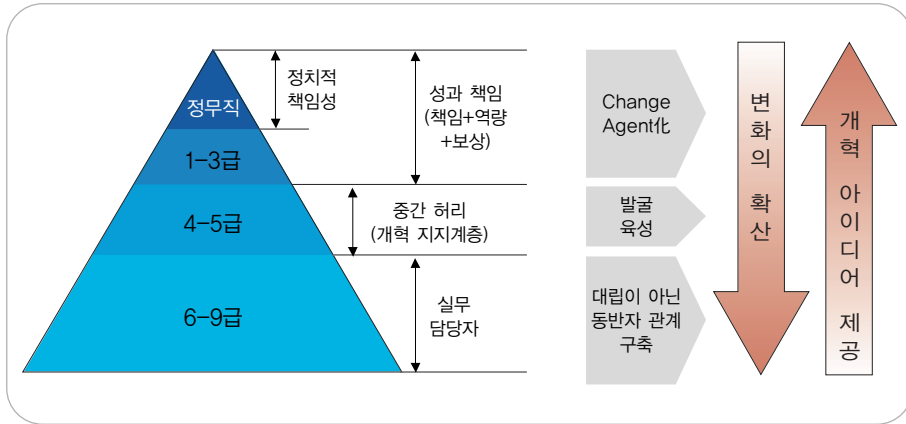 정무직
1-3급
4-5급
6-9급
정치적
책임성
성과 책임
(책임+역량
+보상)
중간 허리
(개혁 지지계층)
실무
담당자
Change
Agent化
발굴
육성
대립이 아닌
동반자 관계
구축
변화의 확산
개혁 아이디어 제공